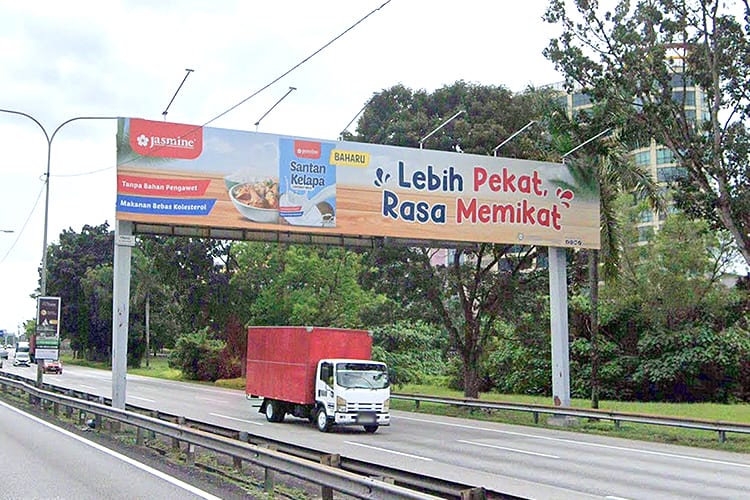 Jasmine
Tanpa Bahan Pengawet
Makanan Bebas Kolesterol
Jasmine
Santan
Kelapa
BAHARU
Lebih Pekat,
Rasa Memikat